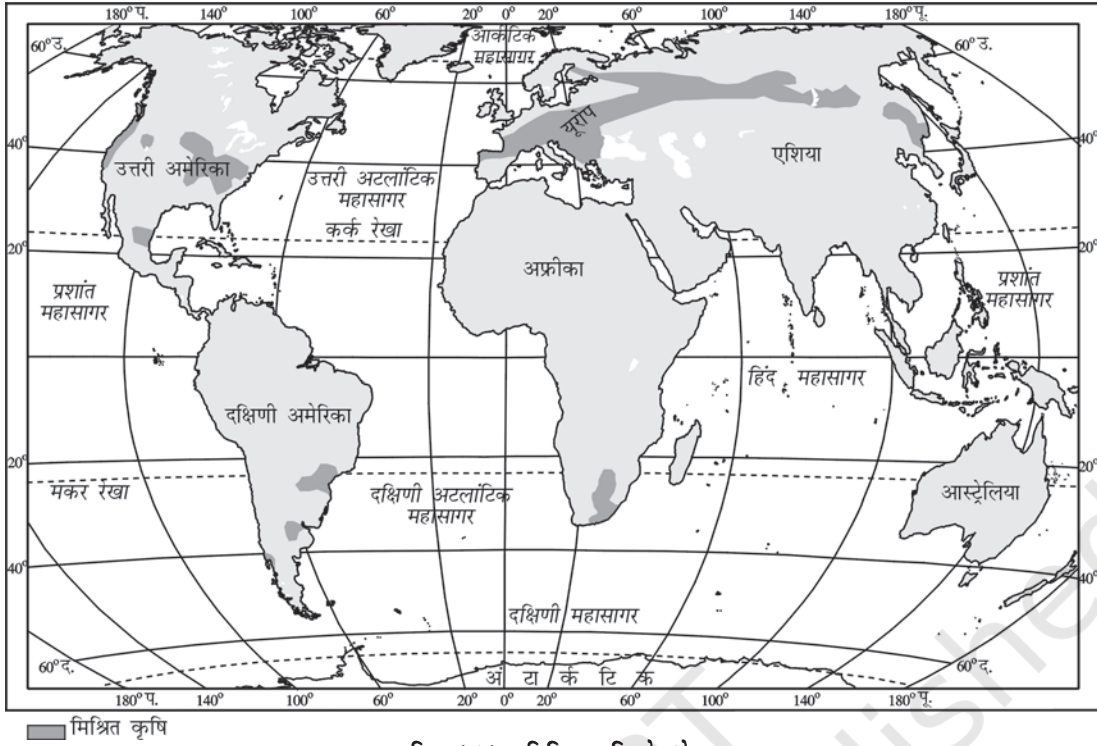 180° प. 140° 100° 60° 20° 0° 20° 60° 100° 140° 180° पू.
60° उ.
आर्कटिक
महासागर
60° उ.
यूरोप
40°
40°
उत्तरी अमेरिका
एशिया
उत्तरी अटलांटिक
महासागर
कर्क रेखा
20°
20°
अफ्रीका
प्रशांत
महासागर
प्रशांत
महासागर
हिंद महासागर
दक्षिणी अमेरिका
20°
20°
मकर रेखा
दक्षिणी अटलांटिक
महासागर
आस्ट्रेलिया
40°
40°
दक्षिणी महासागर
60° द.
60° द.
अं टा र्क टि क
180° प. 140° 100° 60° 20° 0° 20° 60° 100° 140° 180° पू.
मिश्रित कृषि